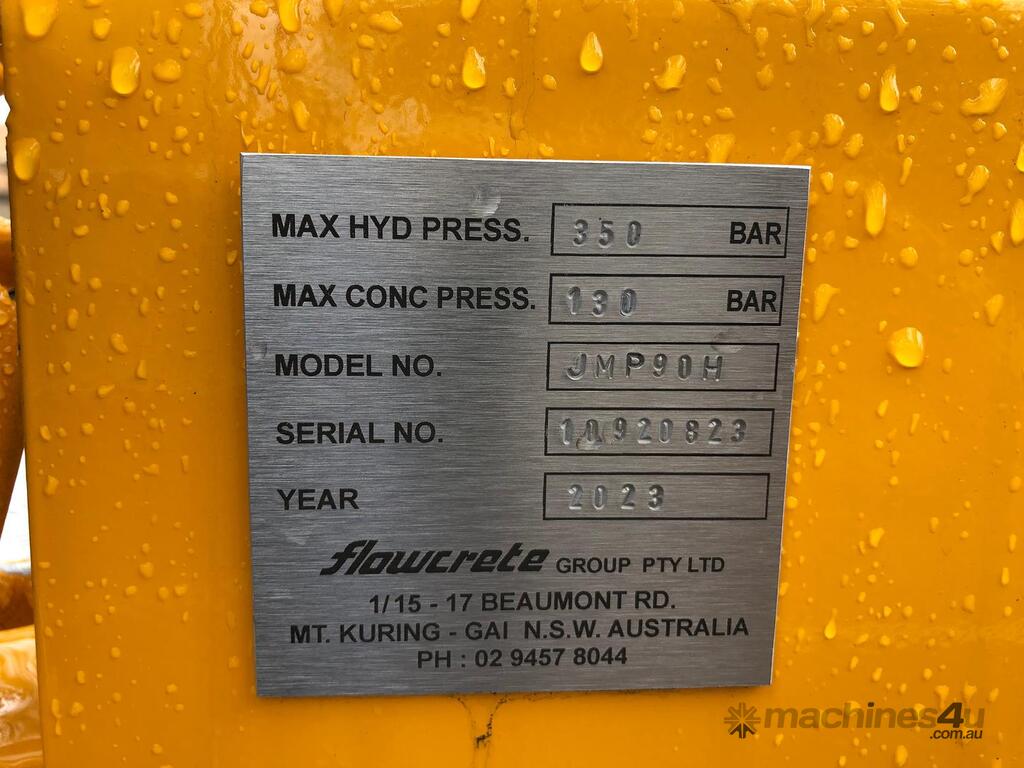 MAX HYD PRESS. 350 BAR
MAX CONC PRESS. 130 BAR
MODEL NO. JMP90H
SERIAL NO. 10920823
YEAR 2023
flowcrete GROUP PTY LTD
1/15 - 17 BEAUMONT RD.
MT. KURING - GAI N.S.W. AUSTRALIA
PH : 02 9457 8044
machines4u
.com.au